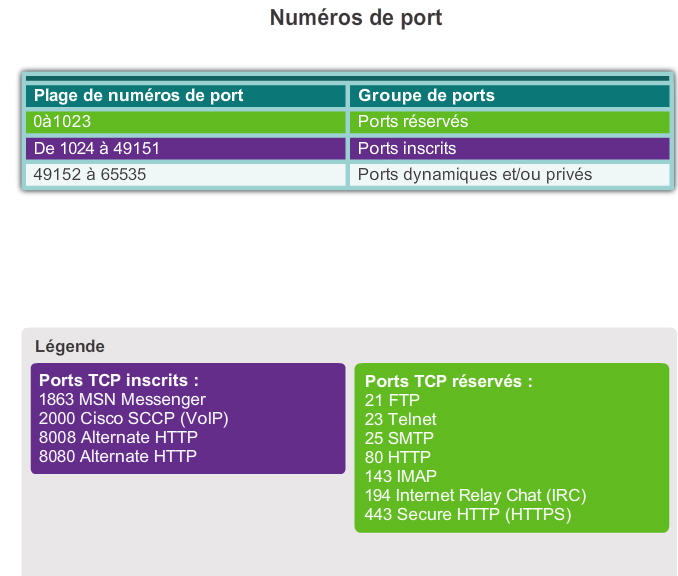 Numéros de port
Plage de numéros de port Groupe de ports
0à1023 Ports réservés
De 1024 à 49151 Ports inscrits
49152 à 65535 Ports dynamiques et/ou privés
Légende
Ports TCP inscrits :
1863 MSN Messenger
2000 Cisco SCCP (VoIP)
8008 Alternate HTTP
8080 Alternate HTTP
Ports TCP réservés :
21 FTP
23 Telnet
25 SMTP
80 HTTP
143 IMAP
194 Internet Relay Chat (IRC)
443 Secure HTTP (HTTPS)